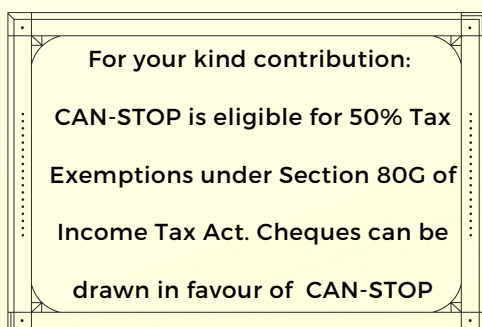 For your kind contribution:
CAN-STOP is eligible for 50% Tax
Exemptions under Section 80G of
Income Tax Act. Cheques can be
drawn in favour of CAN-STOP